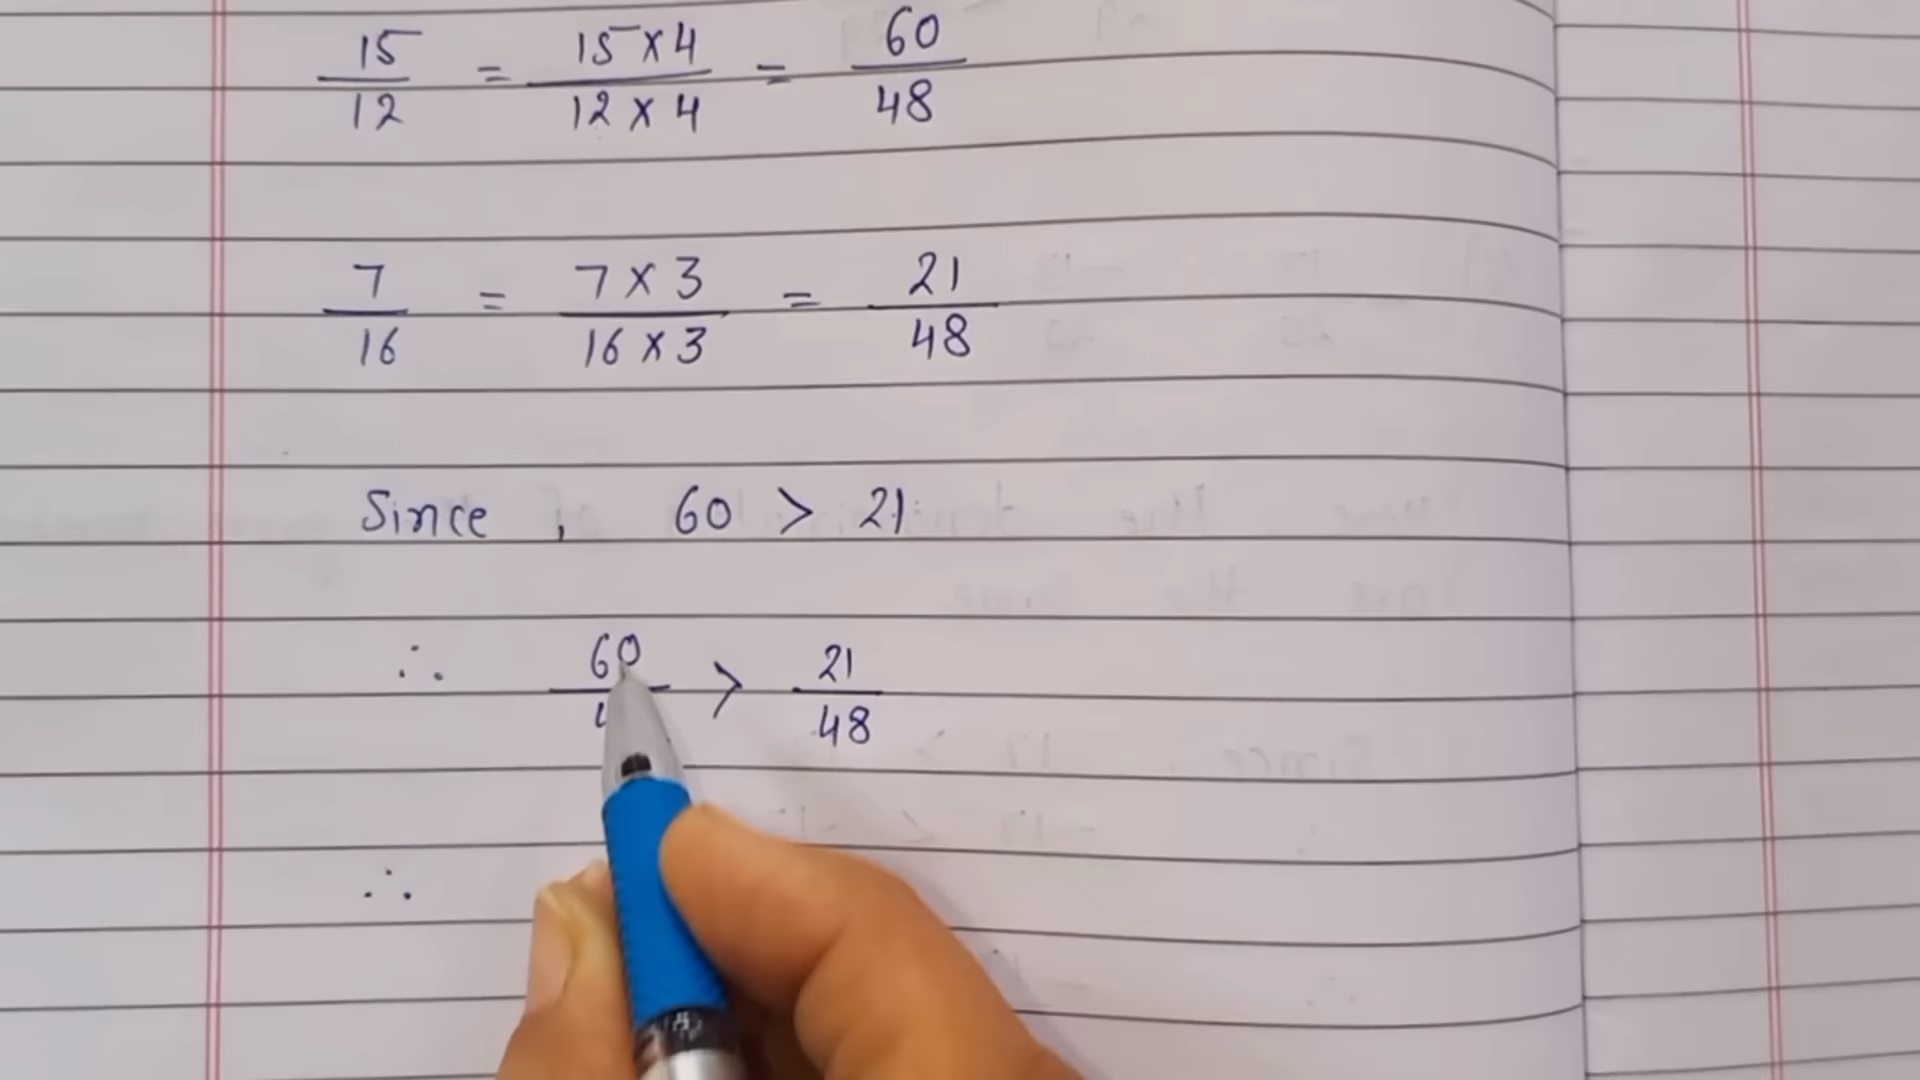 15/12 = 15 × 4/12 × 4 = 60/48
7/16 = 7 × 3/16 × 3 = 21/48
Since, 60 > 21
∴ 60/4 > 21/48
∴